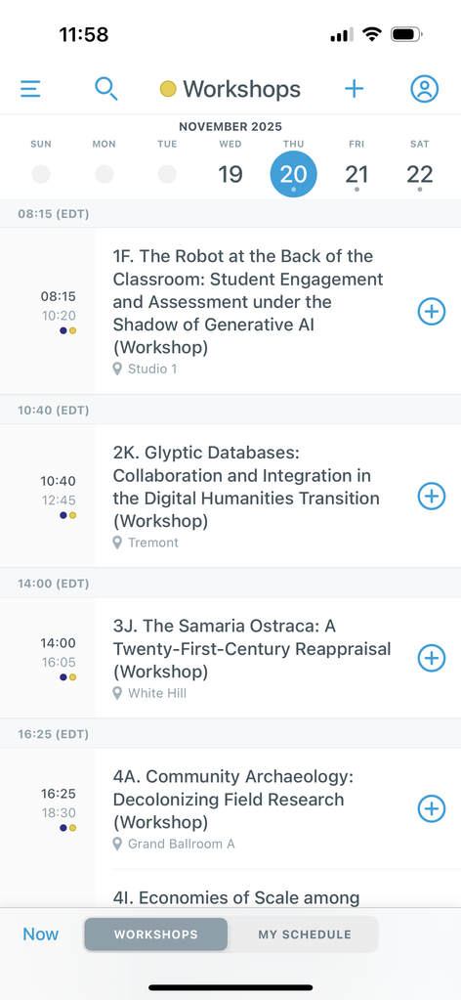 11:58
Workshops
NOVEMBER 2025
SUN MON TUE WED THU FRI SAT
19 20 21 22
08:15 (EDT)
08:15
10:20
1F. The Robot at the Back of the
Classroom: Student Engagement
and Assessment under the
Shadow of Generative AI
(Workshop)
Studio 1
10:40 (EDT)
10:40
12:45
2K. Glyptic Databases:
Collaboration and Integration in
the Digital Humanities Transition
(Workshop)
Tremont
14:00 (EDT)
14:00
16:05
3J. The Samaria Ostraca: A
Twenty-First-Century Reappraisal
(Workshop)
White Hill
16:25 (EDT)
16:25
18:30
4A. Community Archaeology:
Decolonizing Field Research
(Workshop)
Grand Ballroom A
4I. Economies of Scale among
Now WORKSHOPS MY SCHEDULE